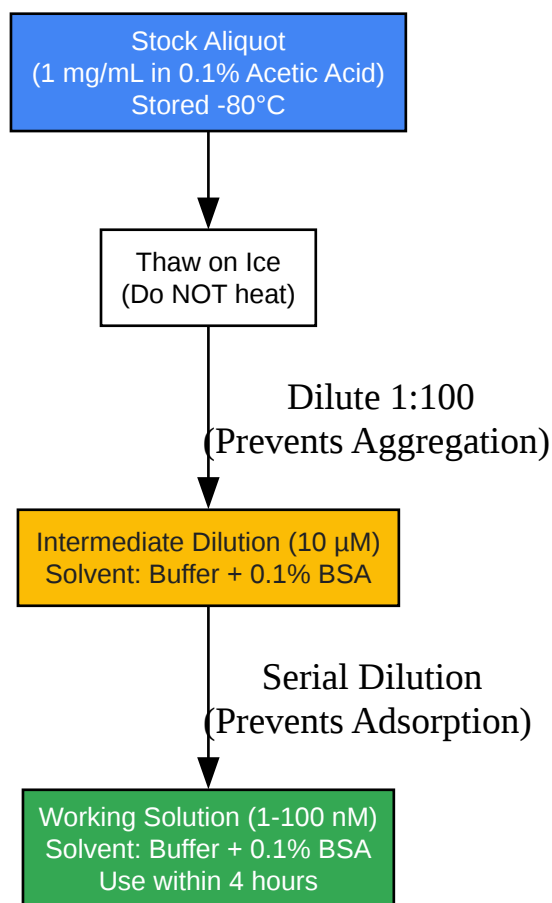 Stock Aliquot
(1 mg/mL in 0.1% Acetic Acid)
Stored -80°C
Thaw on Ice
(Do NOT heat)
Dilute 1:100
(Prevents Aggregation)
Intermediate Dilution (10 µM)
Solvent: Buffer + 0.1% BSA
Serial Dilution
(Prevents Adsorption)
Working Solution (1-100 nM)
Solvent: Buffer + 0.1% BSA
Use within 4 hours